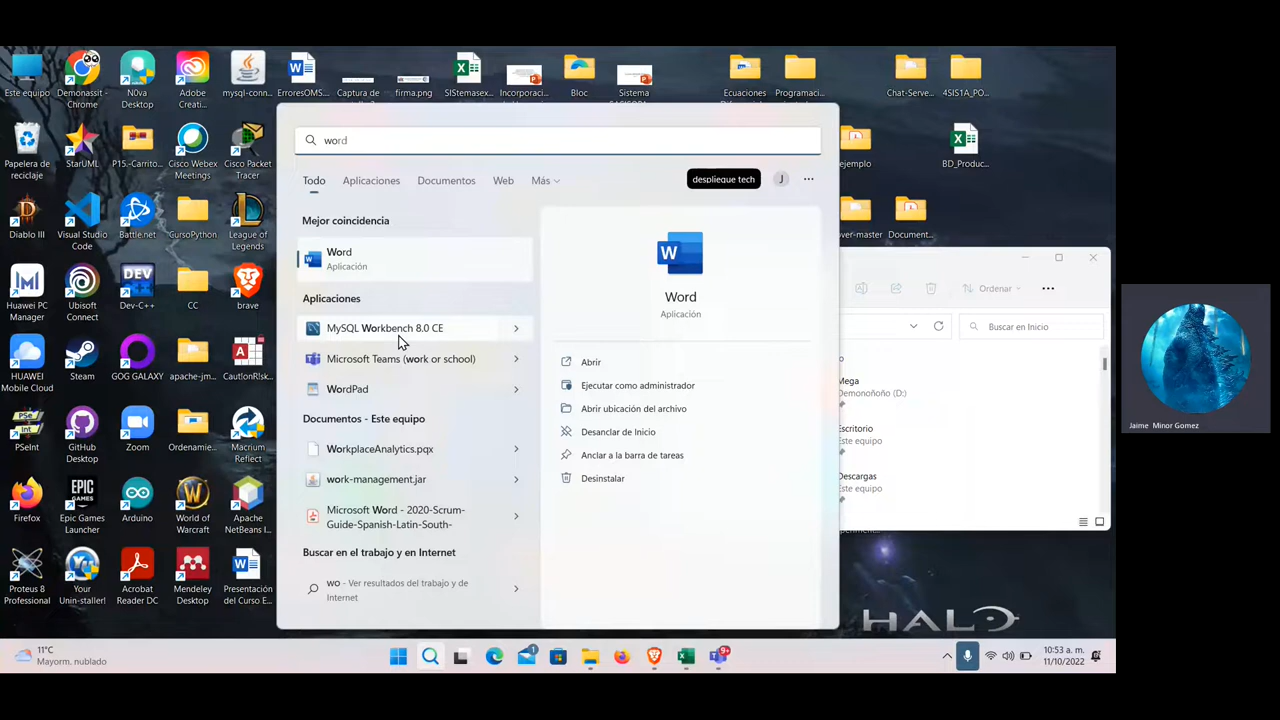 Este equipo
Demonassit - Chrome
N0va Desktop
Adobe Creati...
mysql-conn...
ErroresOMS...
Captura de
firma.png
SIStemasex...
Incorporaci...
Bloc
Sistema
Ecuaciones
Programaci...
Chat-Serve...
4SIS1A_PO...
Papelera de reciclaje
StarUML
P15.-Carrito...
Cisco Webex Meetings
Cisco Packet Tracer
ejemplo
BD_Produc...
Diablo III
Visual Studio Code
Battle.net
CursoPython
League of Legends
over-master
Document...
Huawei PC Manager
Ubisoft Connect
Dev-C++
CC
brave
HUAWEI Mobile Cloud
Steam
GOG GALAXY
apache-jm...
Caut!onR!sk...
PSeInt
GitHub Desktop
Zoom
Ordenamie...
Macrium Reflect
Firefox
Epic Games Launcher
Arduino
World of Warcraft
Apache NetBeans I...
Proteus 8 Professional
Your Unin-staller!
Acrobat Reader DC
Mendeley Desktop
Presentación del Curso E...
word
Todo
Aplicaciones
Documentos
Web
Más
despliegue tech
J
Mejor coincidencia
Word
Aplicación
Aplicaciones
MySQL Workbench 8.0 CE
Microsoft Teams (work or school)
WordPad
Documentos - Este equipo
WorkplaceAnalytics.pqx
work-management.jar
Microsoft Word - 2020-Scrum-
Guide-Spanish-Latin-South-
Buscar en el trabajo y en Internet
wo - Ver resultados del trabajo y de
Internet
Word
Aplicación
Abrir
Ejecutar como administrador
Abrir ubicación del archivo
Desanclar de Inicio
Anclar a la barra de tareas
Desinstalar
Ordenar
Buscar en Inicio
Mega
Demonoñoño (D:)
Escritorio
Este equipo
Descargas
Este equipo
HALO
11°C
Mayorm. nublado
10:53 a. m.
11/10/2022
Jaime Minor Gomez